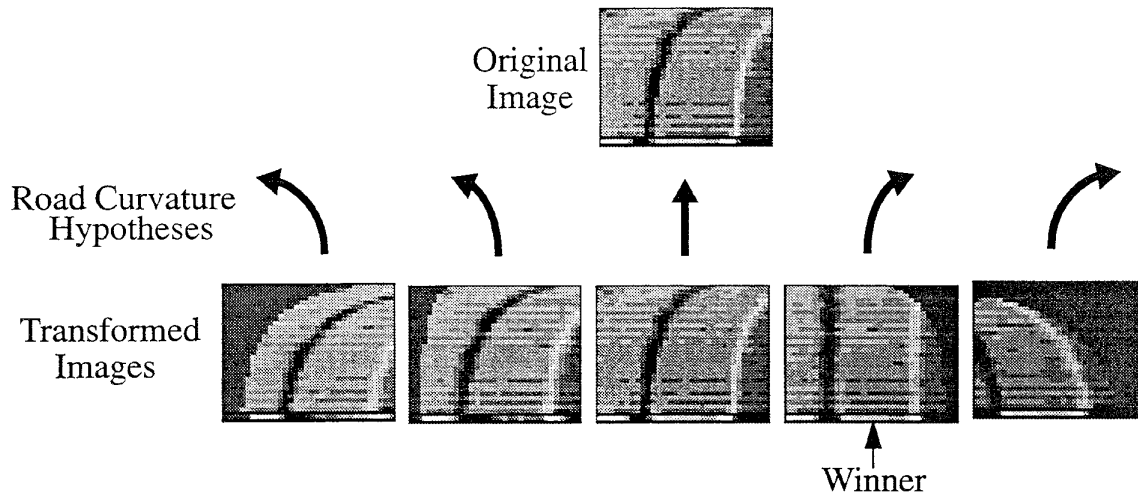 Original
Image
Road Curvature
Hypotheses
Transformed
Images
Winner